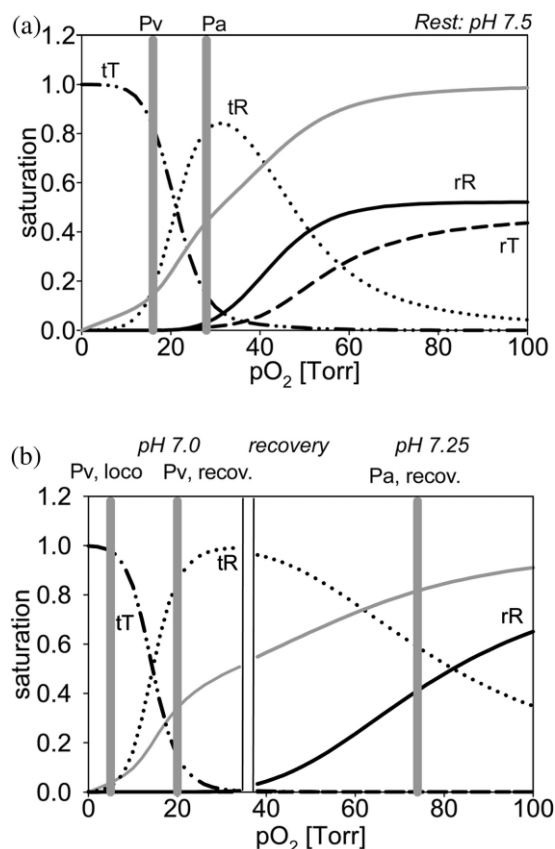 (a) Pv Pa Rest: pH 7.5
1.2
tT
1.0
tR
0.8
saturation
0.6
rR
0.4
rT
0.2
0.0
0 20 40 60 80 100
pO2 [Torr]
(b) pH 7.0 recovery pH 7.25
Pv, loco Pv, recov. Pa, recov.
1.2
1.0
tR
0.8
tT
rR
saturation
0.6
0.4
0.2
0.0
0 20 40 60 80 100
pO2 [Torr]